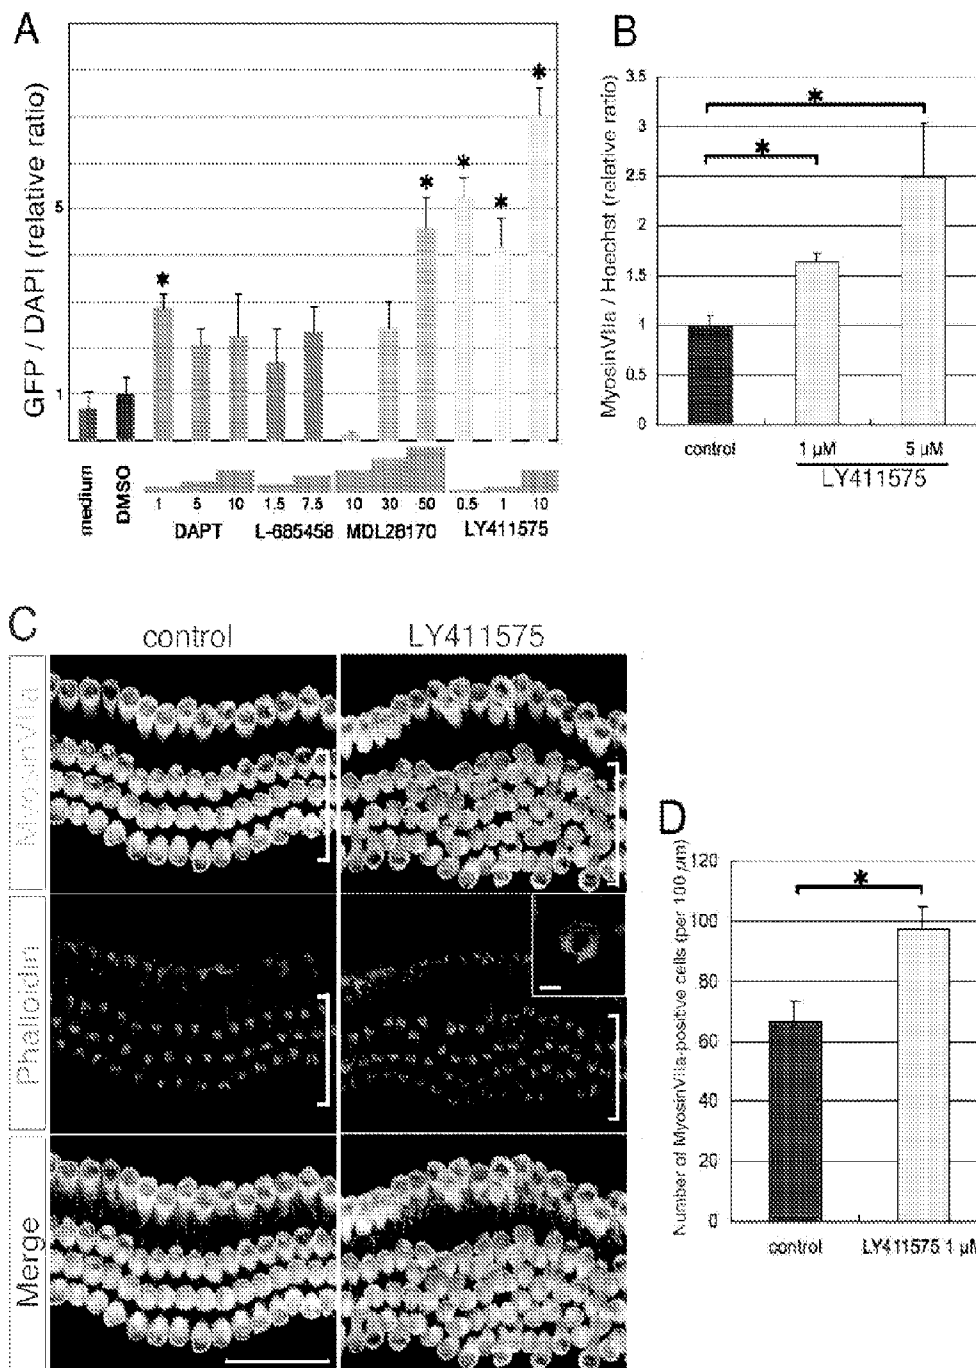 A
GFP / DAPI (relative ratio)
5
1
* * * * *
medium
DMSO
1 5 10 1.5 7.5 10 30 50 0.5 1 10
DAPT L-685458 MDL28170 LY411575
B
MyosinVIIa / Hoechst (relative ratio)
3.5
3
2.5
2
1.5
1
0.5
0
*
*
control 1 µM 5 µM
LY411575
C
control LY411575
MyosinVIIa
Phalloidin
Merge
D
Number of MyosinVIIa positive cells (per 100 µm)
120
100
80
60
40
20
0
*
control LY411575 1 µM